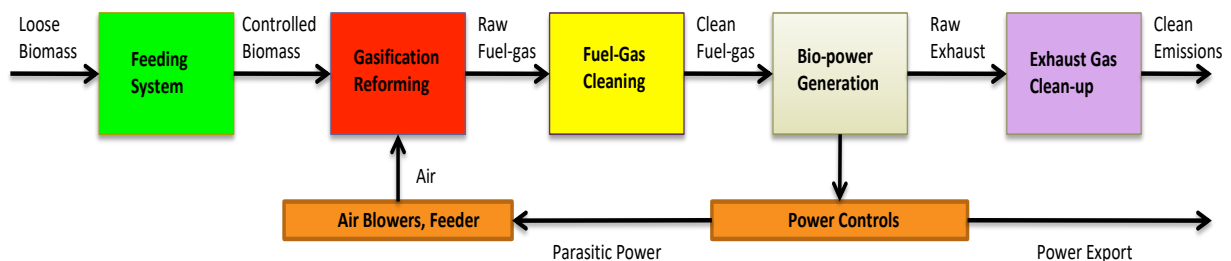 Loose
Biomass
Feeding
System
Controlled
Biomass
Gasification
Reforming
Raw
Fuel-gas
Fuel-Gas
Cleaning
Clean
Fuel-gas
Bio-power
Generation
Raw
Exhaust
Exhaust Gas
Clean-up
Clean
Emissions
Air
Air Blowers, Feeder
Power Controls
Parasitic Power
Power Export